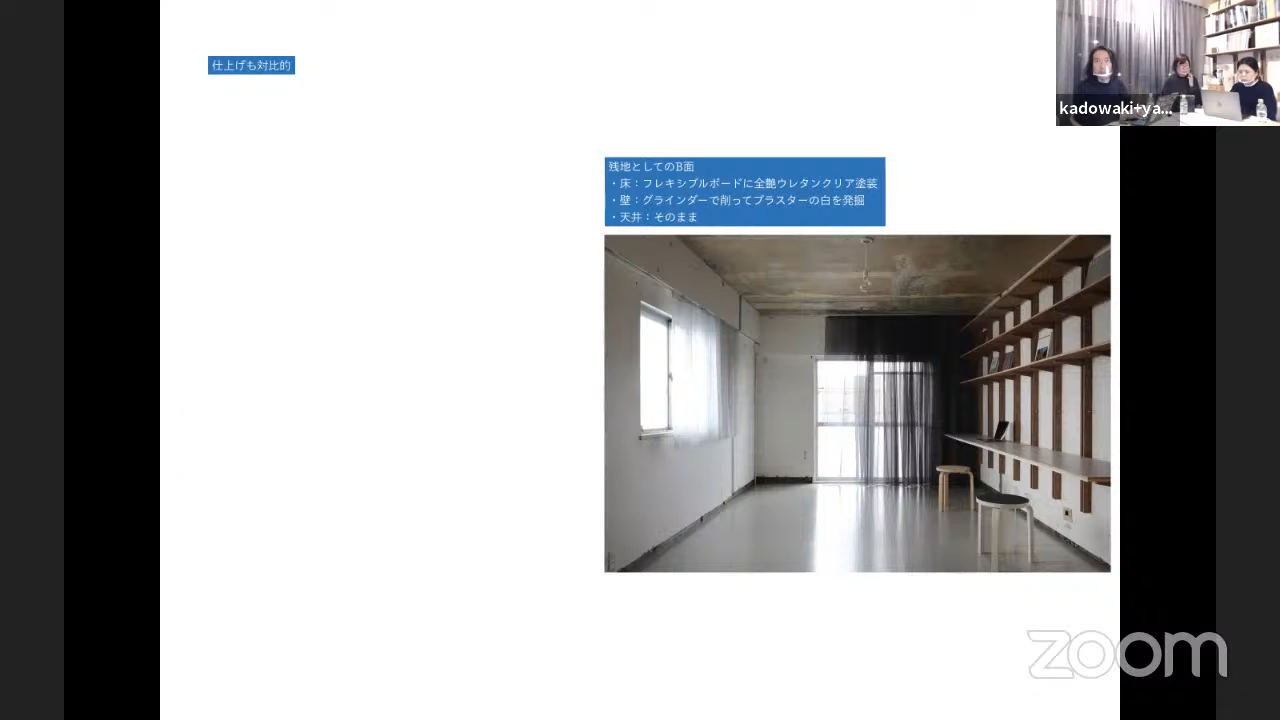 仕上げも対比的
kadowaki+ya...
残地としてのB面
・床：フレキシブルボードに全艶ウレタンクリア塗装
・壁：グラインダーで削ってプラスターの白を発掘
・天井：そのまま
zoom